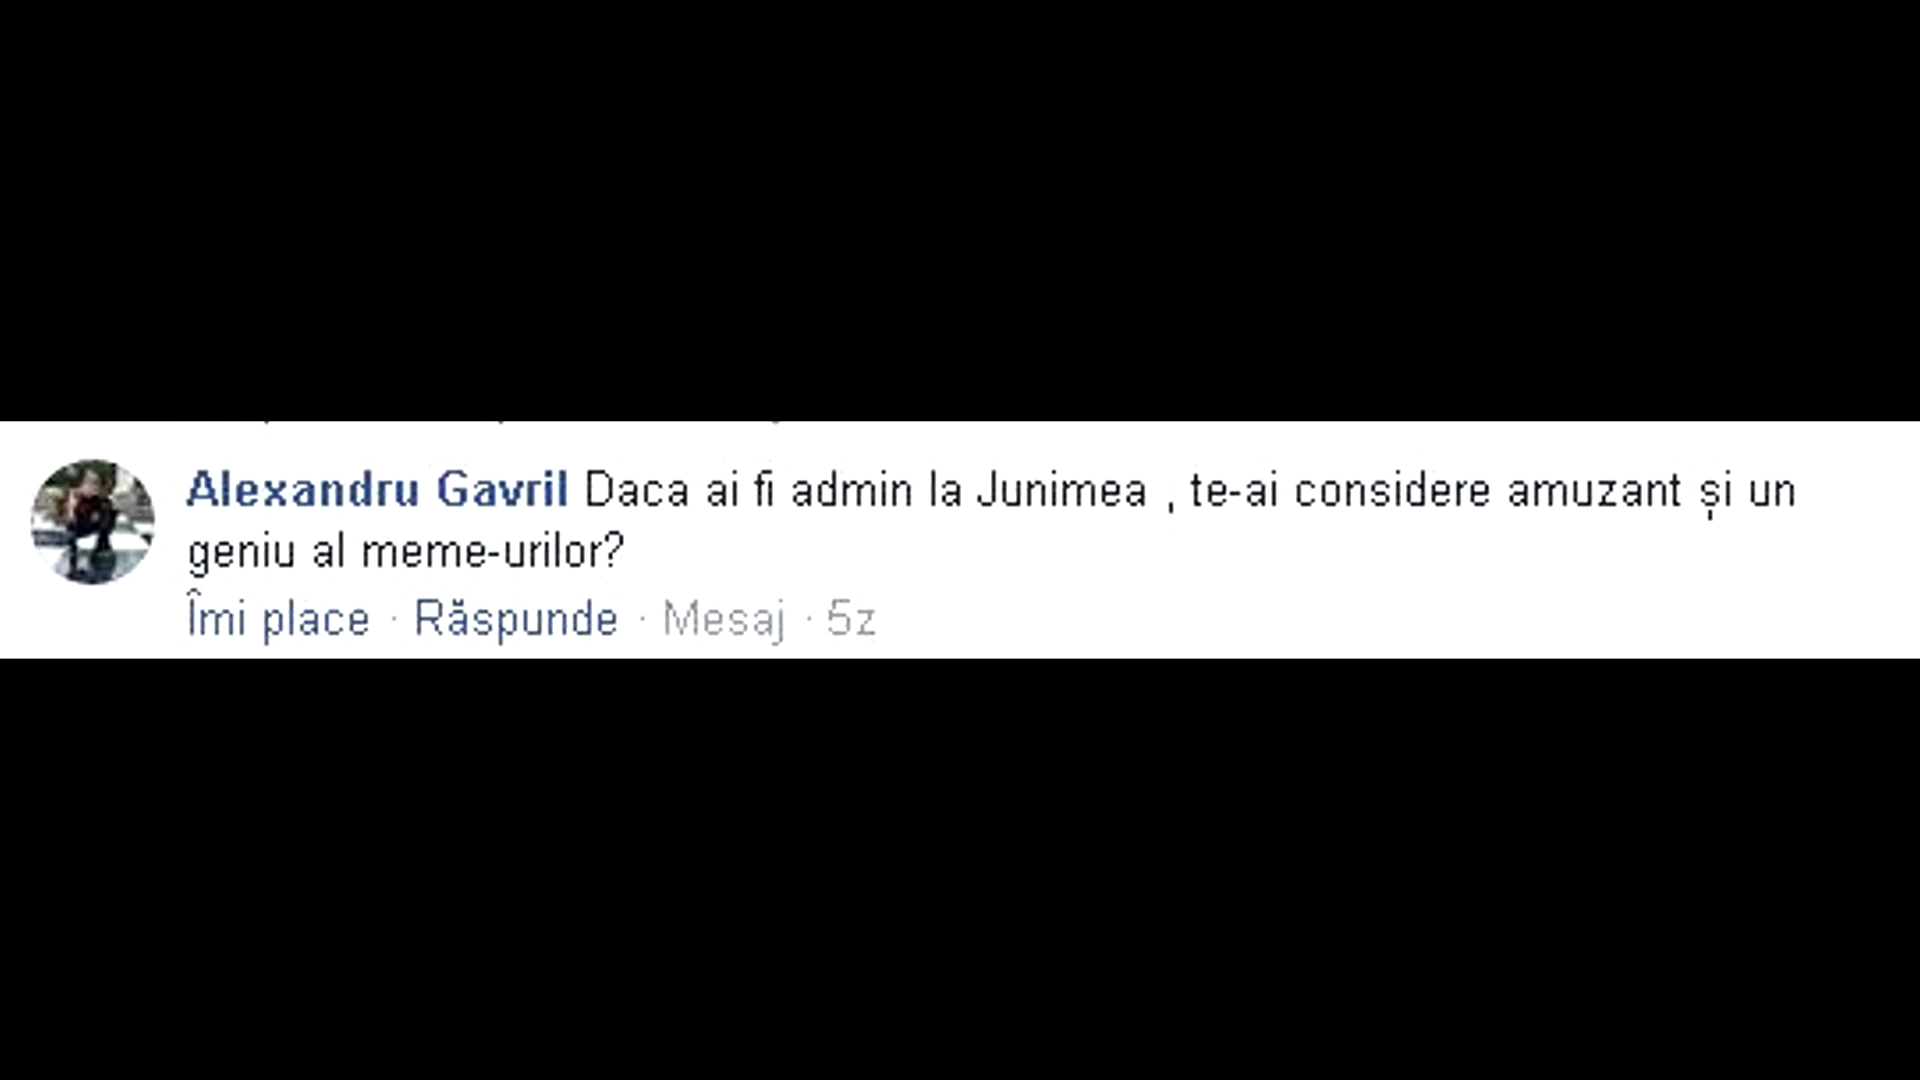 Alexandru Gavril Daca ai fi admin la Junimea , te-ai considere amuzant și un
geniu al meme-urilor?
Îmi place · Răspunde · Mesaj · 5z